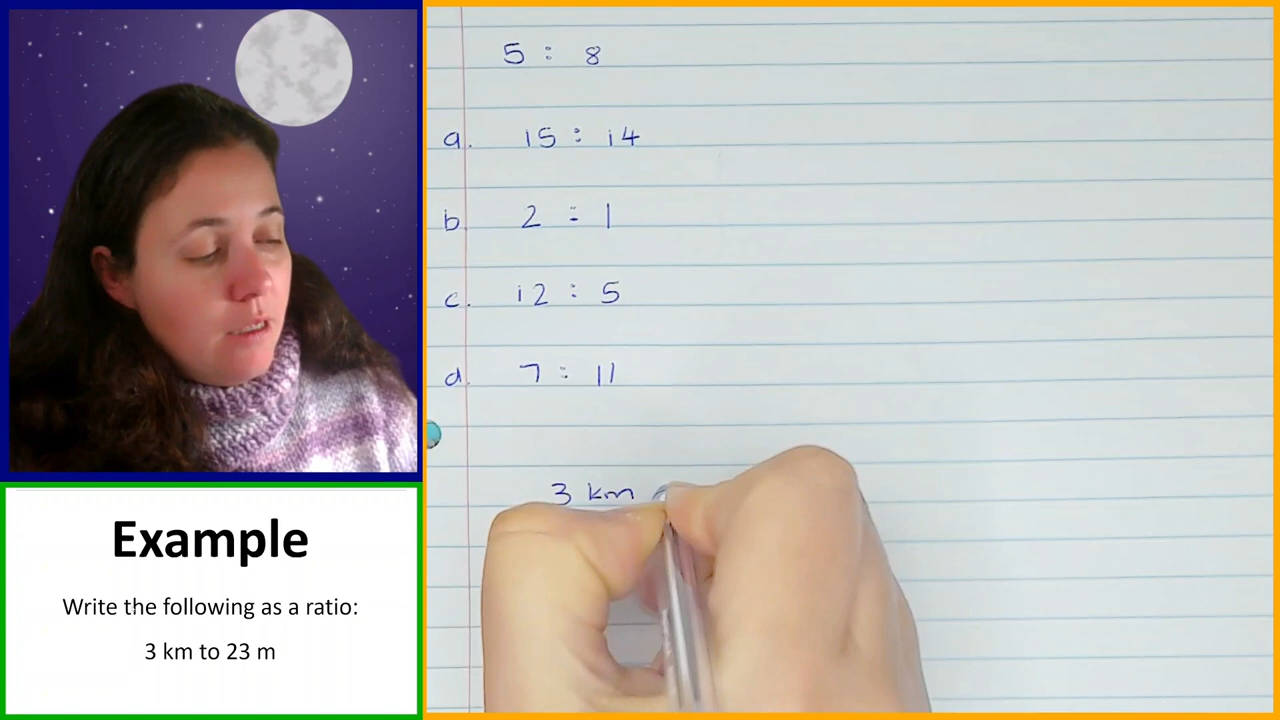 5 : 8
a. 15 : 14
b. 2 : 1
c. 12 : 5
d. 7 : 11
3 km
Example
Write the following as a ratio:
3 km to 23 m